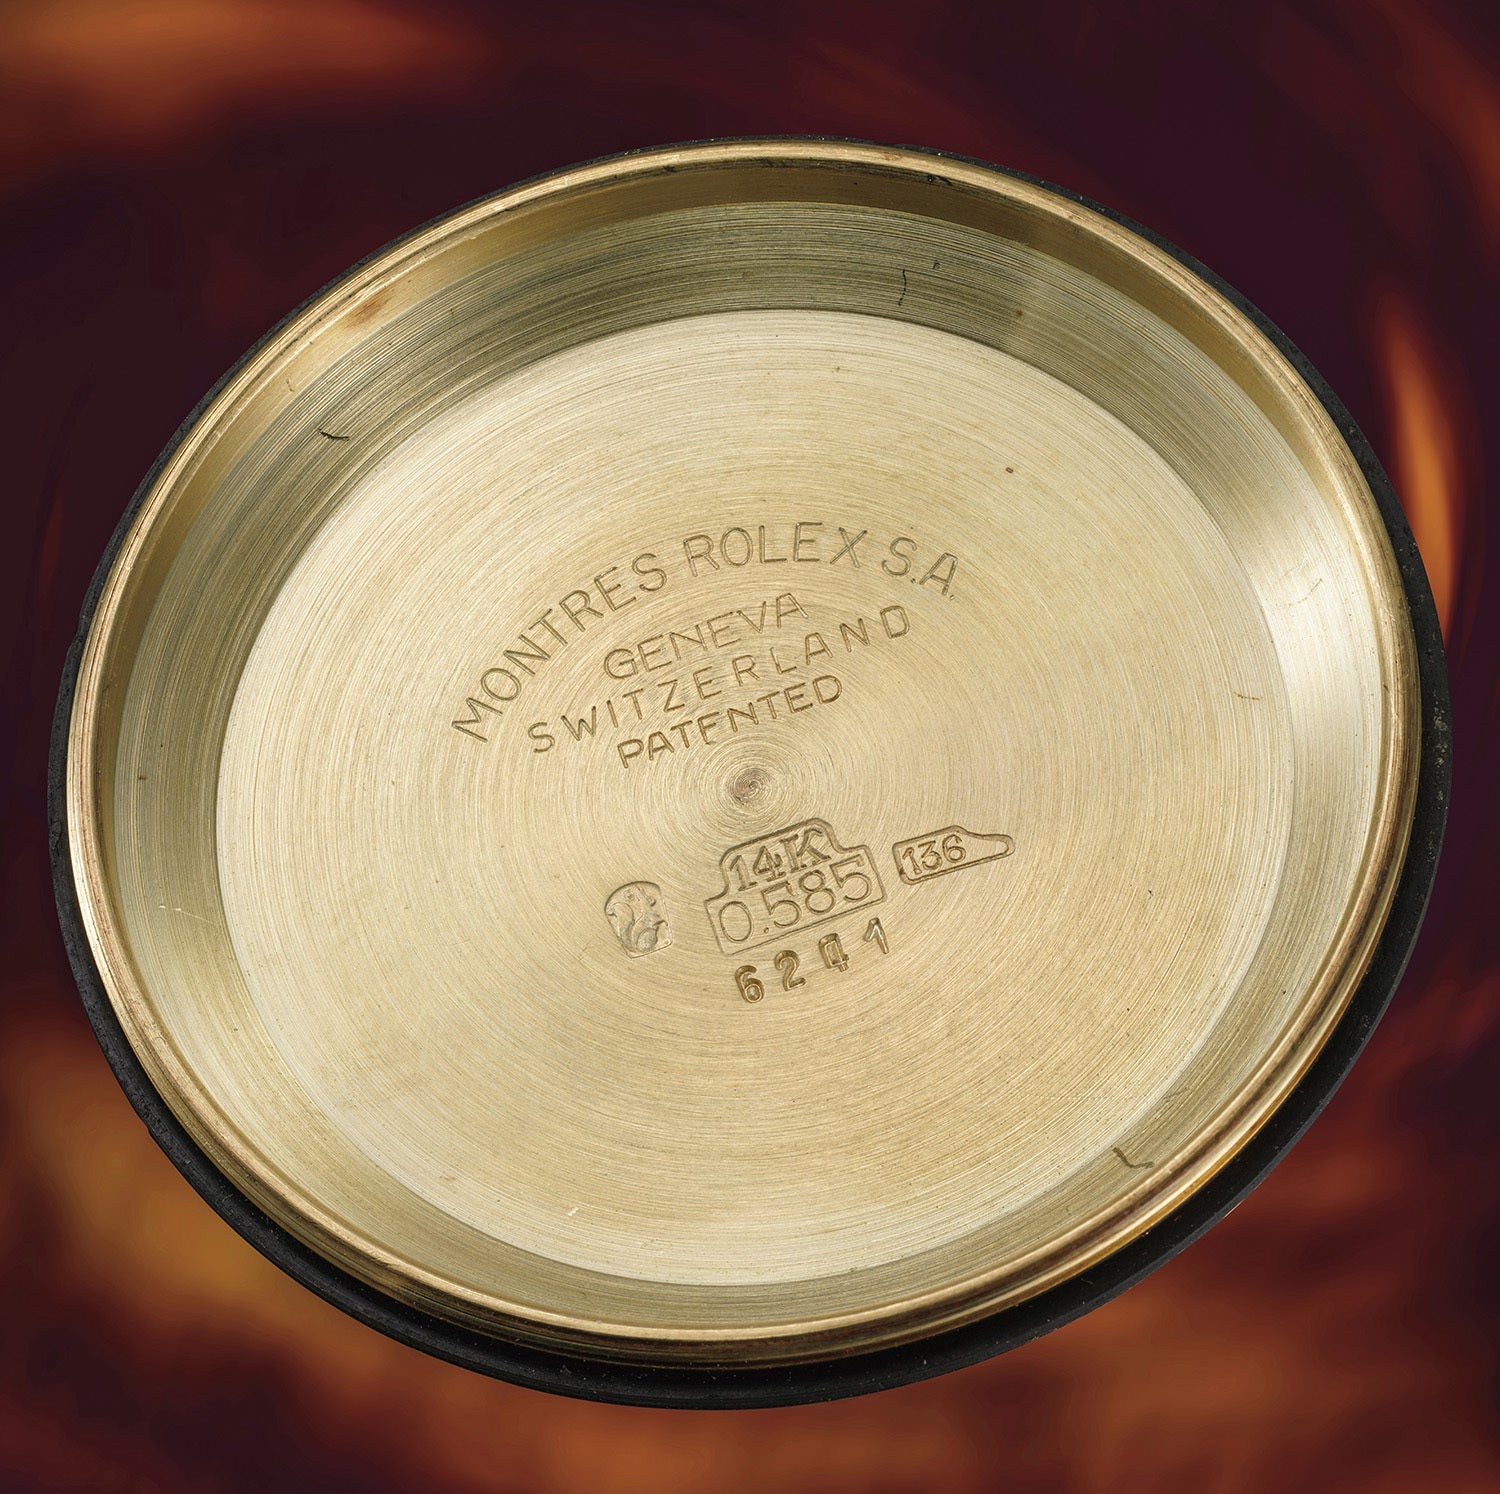 MONTRES ROLEX S.A.
GENEVA
SWITZERLAND
PATENTED
14K
0.585
136
6241